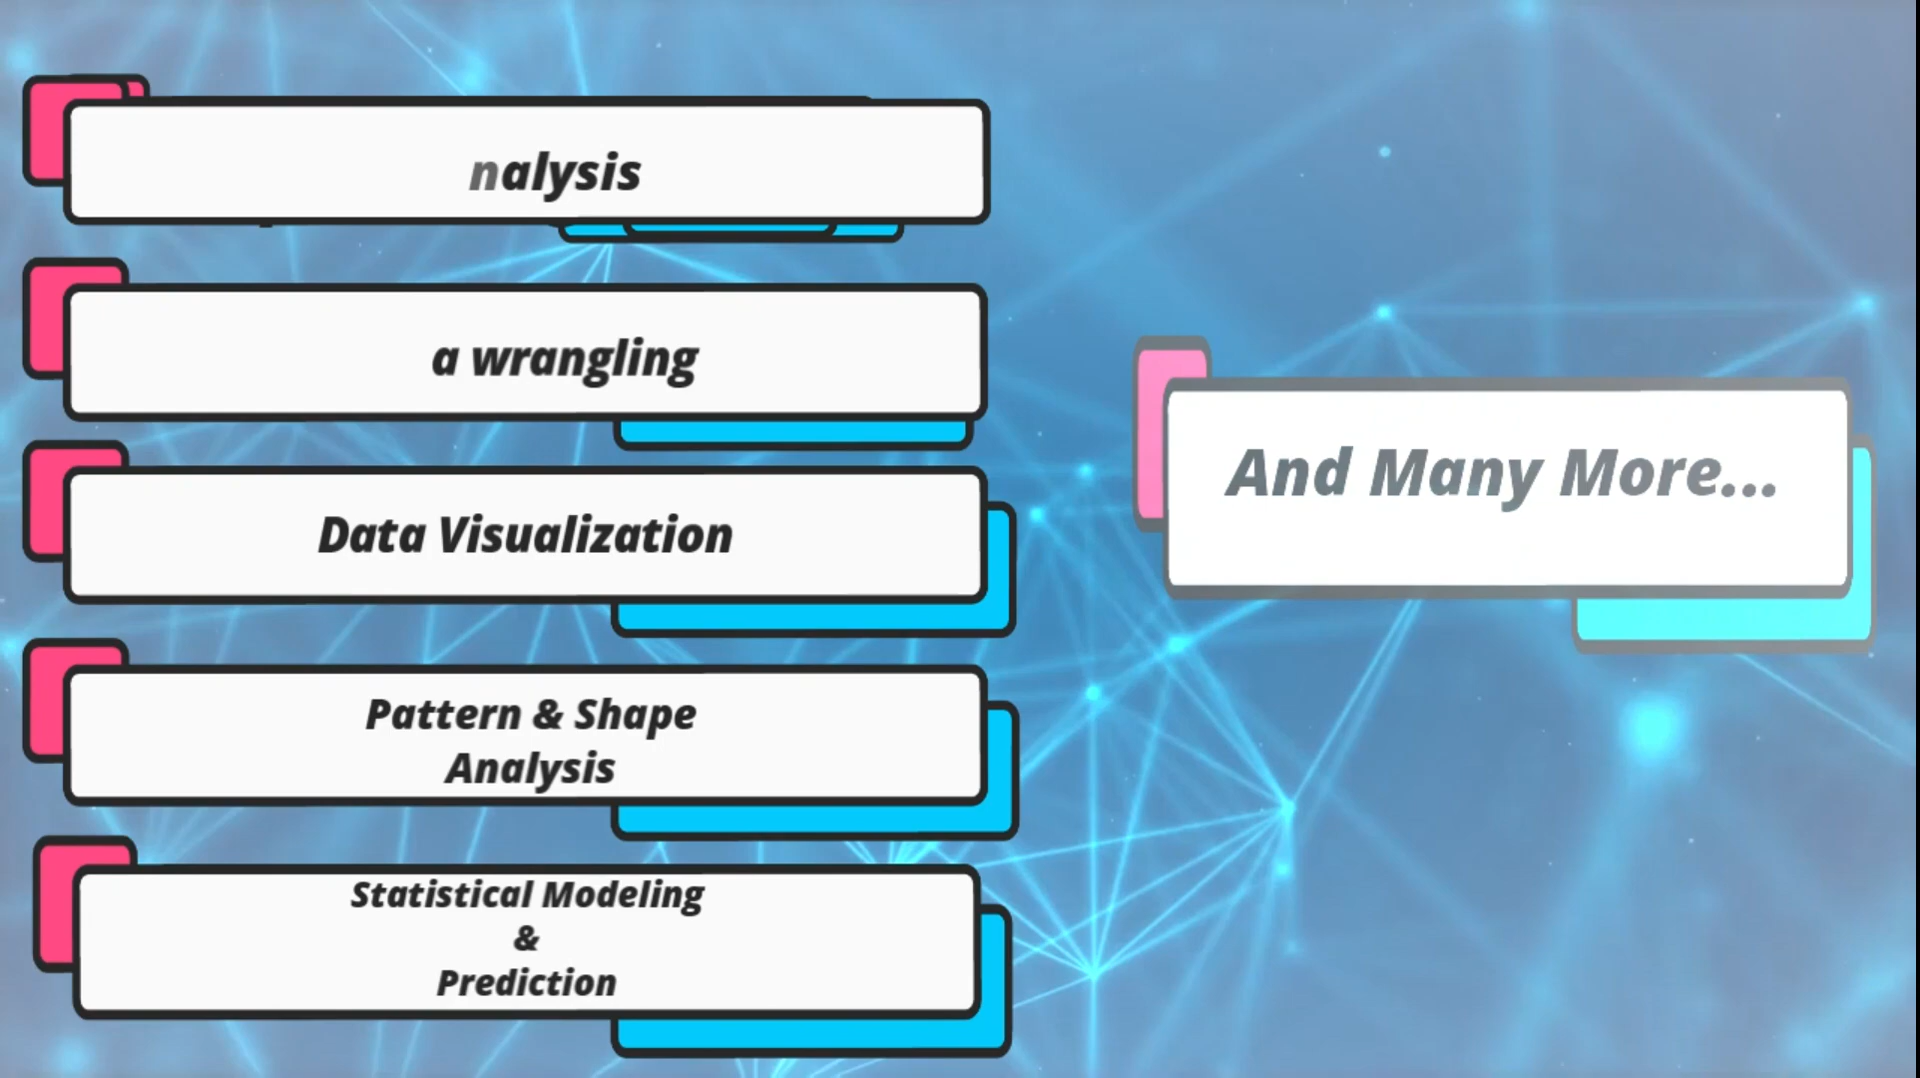 nalysis
a wrangling
Data Visualization
Pattern & Shape
Analysis
Statistical Modeling
&
Prediction
And Many More...